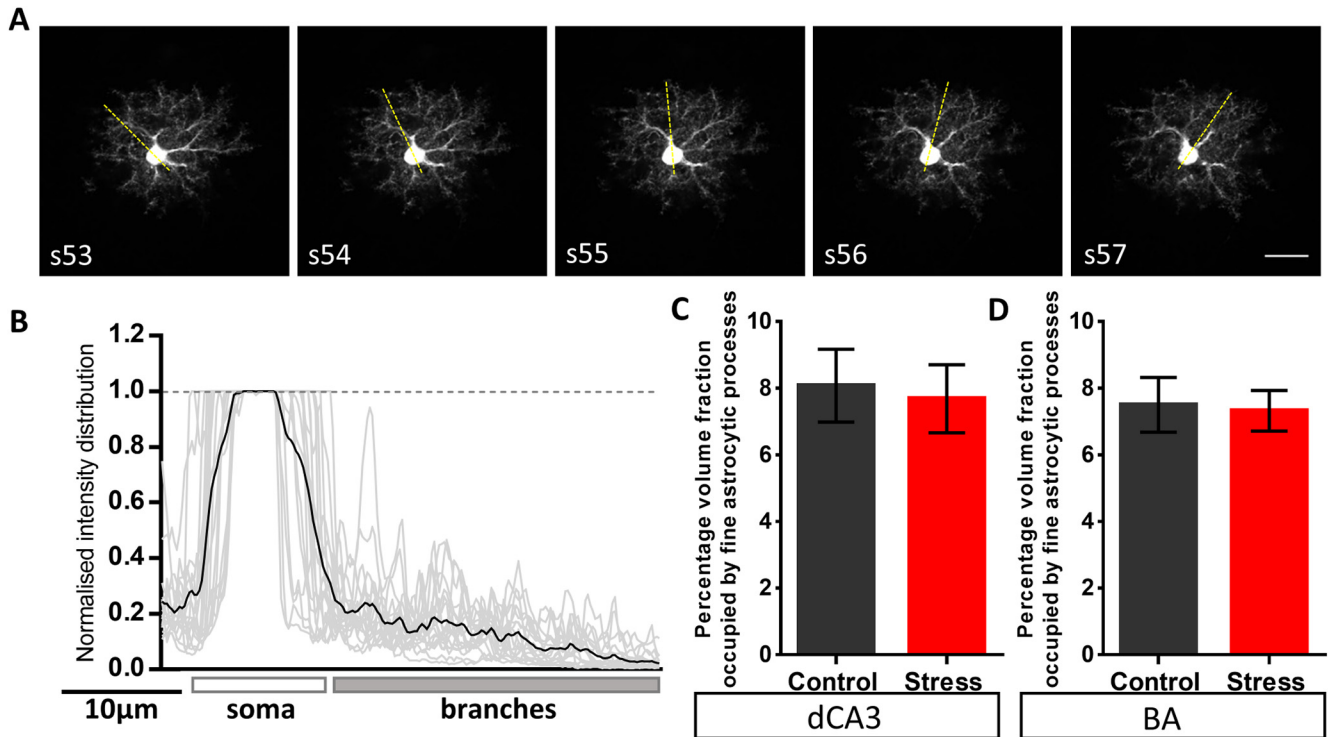 A
s53
s54
s55
s56
s57
B
Normalised intensity distribution
1.2
1.0
0.8
0.6
0.4
0.2
0.0
10μm
soma
branches
C
Percentage volume fraction
occupied by fine astrocytic processes
10
8
6
4
2
0
Control
Stress
dCA3
D
Percentage volume fraction
occupied by fine astrocytic processes
10
8
6
4
2
0
Control
Stress
BA